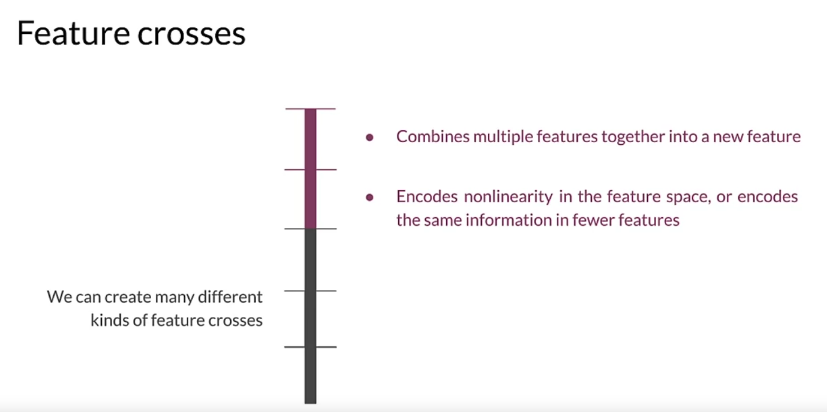 Feature crosses
• Combines multiple features together into a new feature
• Encodes nonlinearity in the feature space, or encodes
the same information in fewer features
We can create many different
kinds of feature crosses